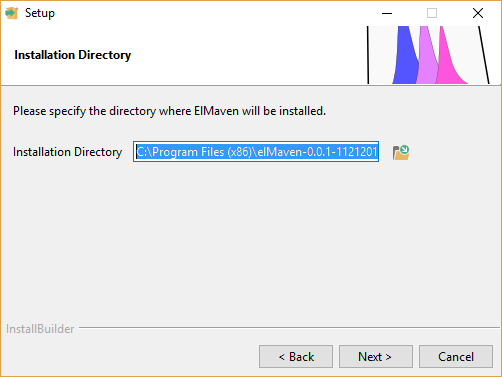 Setup
Installation Directory
Please specify the directory where ElMaven will be installed.
Installation Directory C:\Program Files (x86)\elMaven-0.0.1-1121201
InstallBuilder
< Back Next > Cancel